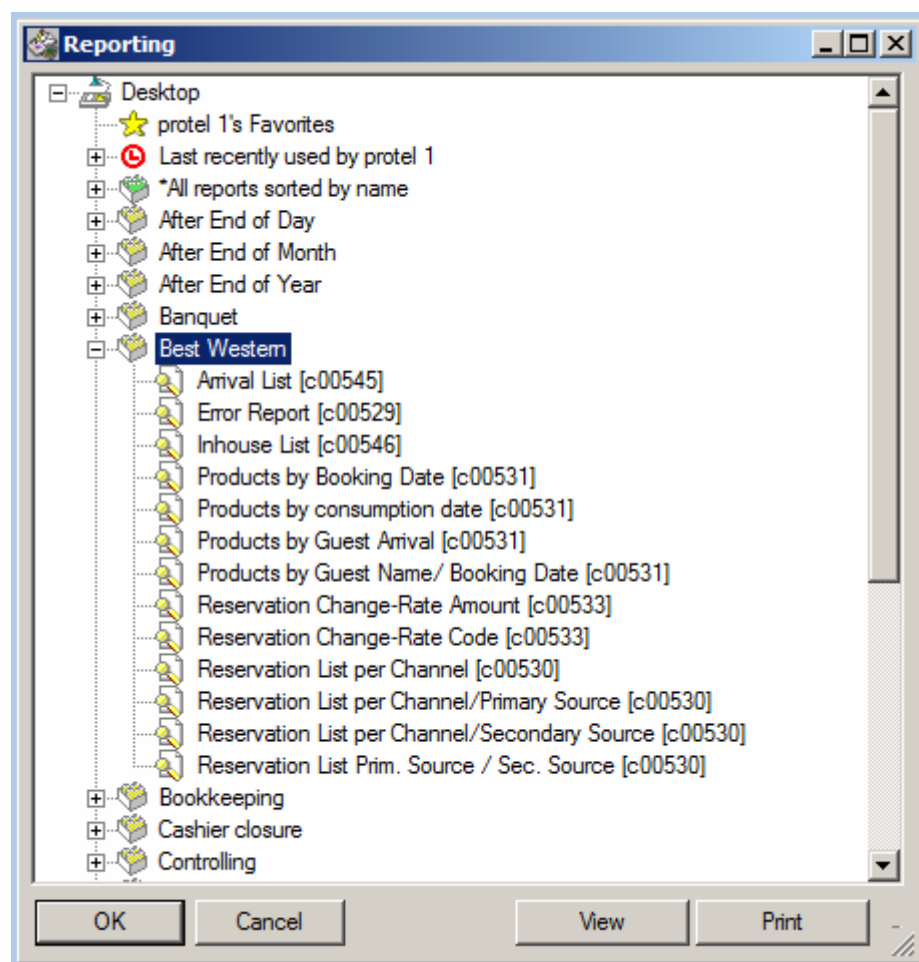 Reporting
Desktop
protel 1's Favorites
Last recently used by protel 1
*All reports sorted by name
After End of Day
After End of Month
After End of Year
Banquet
Best Western
Arrival List [c00545]
Error Report [c00529]
Inhouse List [c00546]
Products by Booking Date [c00531]
Products by consumption date [c00531]
Products by Guest Arrival [c00531]
Products by Guest Name/ Booking Date [c00531]
Reservation Change-Rate Amount [c00533]
Reservation Change-Rate Code [c00533]
Reservation List per Channel [c00530]
Reservation List per Channel/Primary Source [c00530]
Reservation List per Channel/Secondary Source [c00530]
Reservation List Prim. Source / Sec. Source [c00530]
Bookkeeping
Cashier closure
Controlling
OK Cancel View Print